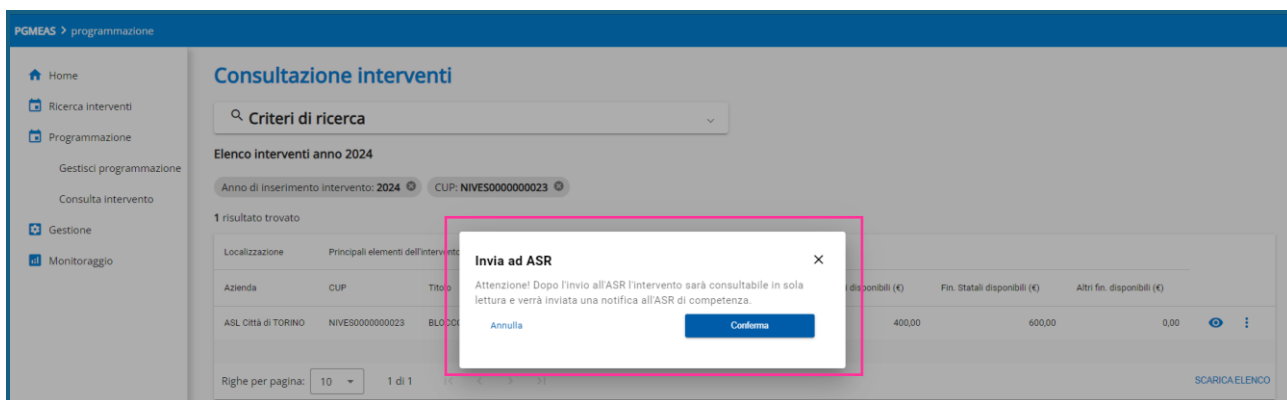 PGMEAS > programmazione
Home
Ricerca interventi
Programmazione
Gestisci programmazione
Consulta intervento
Gestione
Monitoraggio
Consultazione interventi
Criteri di ricerca
Elenco interventi anno 2024
Anno di inserimento intervento: 2024 CUP: NIVES0000000023
1 risultato trovato
Localizzazione Principali elementi dell'intervento
Azienda CUP Titolo disponibili (€) Fin. Statali disponibili (€) Altri fin. disponibili (€)
ASL Città di TORINO NIVES0000000023 BLOCCO 400,00 600,00 0,00
Invia ad ASR
Attenzione! Dopo l'invio all'ASR l'intervento sarà consultabile in sola
lettura e verrà inviata una notifica all'ASR di competenza.
Annulla Conferma
Righe per pagina: 10 1 di 1
SCARICA ELENCO